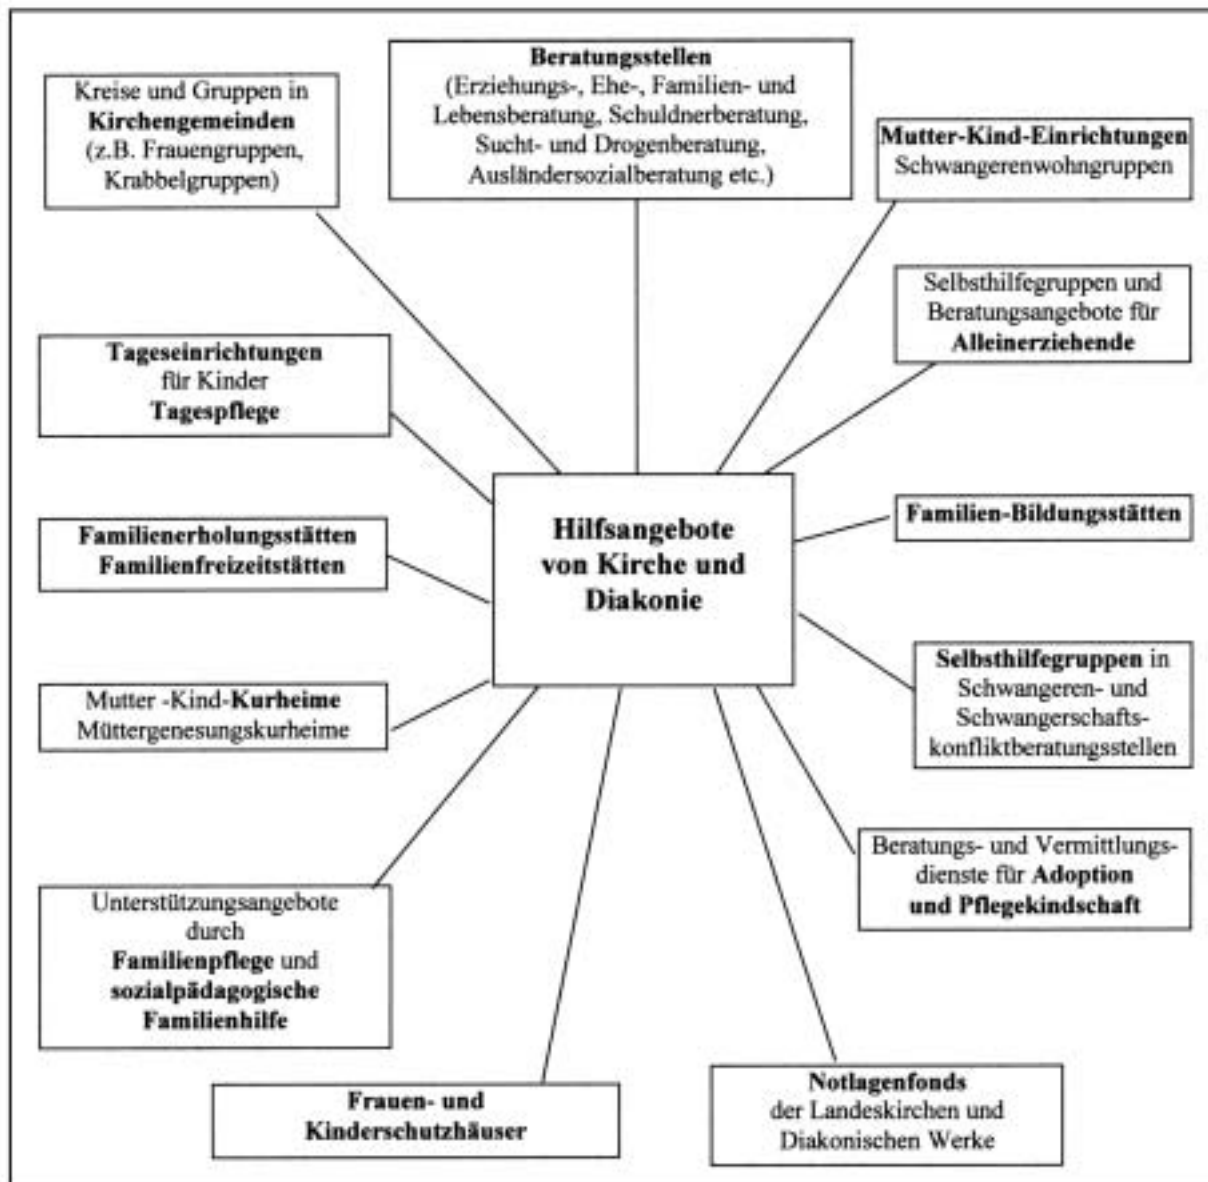 Kreise und Gruppen in
Kirchengemeinden
(z.B. Frauengruppen,
Krabbelgruppen)
Beratungsstellen
(Erziehungs-, Ehe-, Familien- und
Lebensberatung, Schuldnerberatung,
Sucht- und Drogenberatung,
Ausländersozialberatung etc.)
Mutter-Kind-Einrichtungen
Schwangerenwohngruppen
Selbsthilfegruppen und
Beratungsangebote für
Alleinerziehende
Tageseinrichtungen
für Kinder
Tagespflege
Hilfsangebote
von Kirche und
Diakonie
Familienerholungsstätten
Familienfreizeitstätten
Familien-Bildungsstätten
Mutter -Kind-Kurheime
Müttergenesungskurheime
Selbsthilfegruppen in
Schwangeren- und
Schwangerschafts-
konfliktberatungsstellen
Beratungs- und Vermittlungs-
dienste für Adoption
und Pflegekindschaft
Unterstützungsangebote
durch
Familienpflege und
sozialpädagogische
Familienhilfe
Frauen- und
Kinderschutzhäuser
Notlagenfonds
der Landeskirchen und
Diakonischen Werke